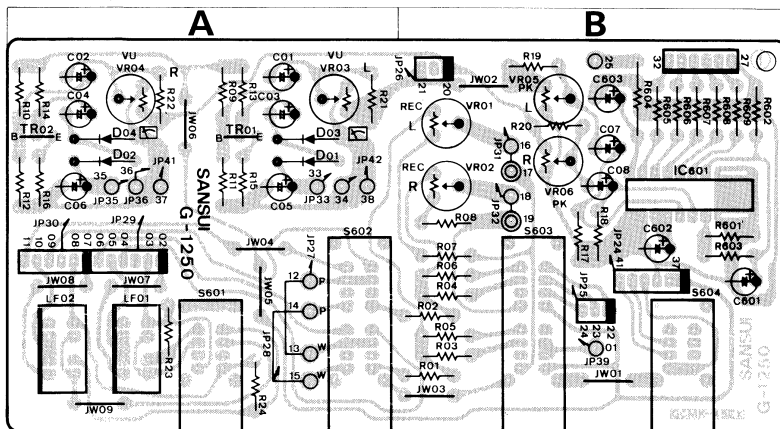 A B
C02
VU
VR04
R
R10
R14
C04
R22
TR02
B E
D04
D02
JW06
JP41
36
35
R12
R16
C06
JP35
JP36
37
SANSUI
G-1250
C01
VU
VR03
L
R09
C03
R21
TR01
B E
D03
D01
JP42
33
R11
R15
C05
JP33
34
38
JP26
21
20
JW02
R19
VR05
PK
L
REC
L
VR01
R20
JP31
16
17
REC
R
VR02
R
VR06
PK
18
JP32
19
R08
C603
25
32
27
R604
R605
R607
R602
C07
C08
IC601
R18
R17
C602
R601
R603
JP24
41
37
C601
JP30
JP29
11
10
09
08
07
06
05
04
03
02
JW08
JW07
LF02
LF01
R23
JW09
S601
JW04
JW05
JP27
12 P
14 P
13 W
15 W
JP28
R24
S602
R07
R06
R04
R02
R05
R03
R01
JW03
S603
JP25
24
23
22
01
JP39
JW01
S604
SANSUI
G-1250